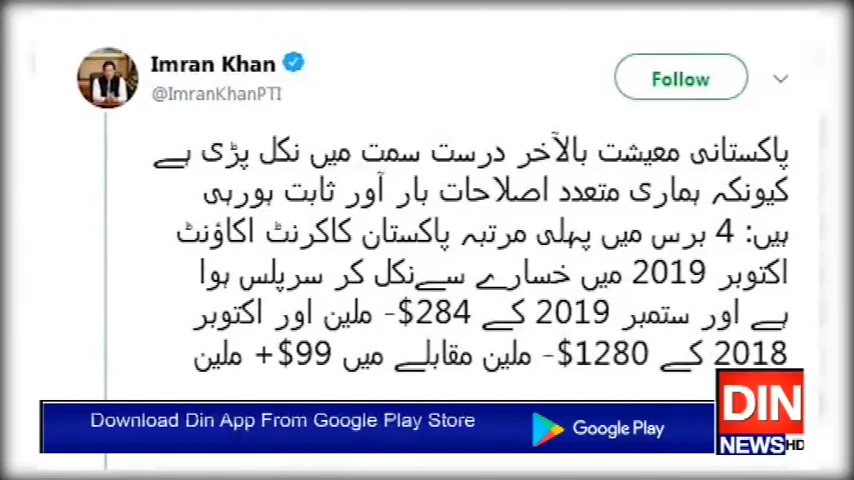 Imran Khan
@ImranKhanPTI
Follow
پاکستانی معیشت بالآخر درست سمت میں نکل پڑی ہے
کیونکہ ہماری متعدد اصلاحات بار آور ثابت ہورہی
ہیں: 4 برس میں پہلی مرتبہ پاکستان کاکرنٹ اکاؤنٹ
اکتوبر 2019 میں خسارے سےنکل کر سرپلس ہوا
ہے اور ستمبر 2019 کے 284$- ملین اور اکتوبر
2018 کے 1280$- ملین مقابلے میں 99$+ ملین
Download Din App From Google Play Store
Google Play
DIN
NEWS HD